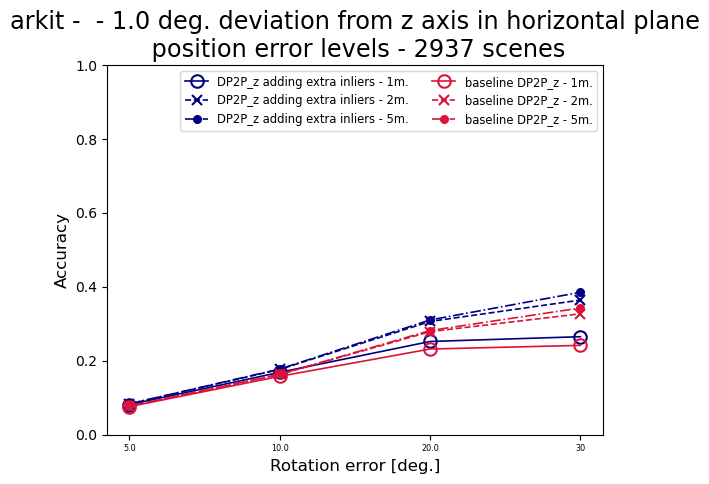 arkit -  - 1.0 deg. deviation from z axis in horizontal plane
position error levels - 2937 scenes
DP2P_z adding extra inliers - 1m.
DP2P_z adding extra inliers - 2m.
DP2P_z adding extra inliers - 5m.
baseline DP2P_z - 1m.
baseline DP2P_z - 2m.
baseline DP2P_z - 5m.
1.0
0.8
0.6
0.4
0.2
0.0
Accuracy
5.0
10.0
20.0
30
Rotation error [deg.]